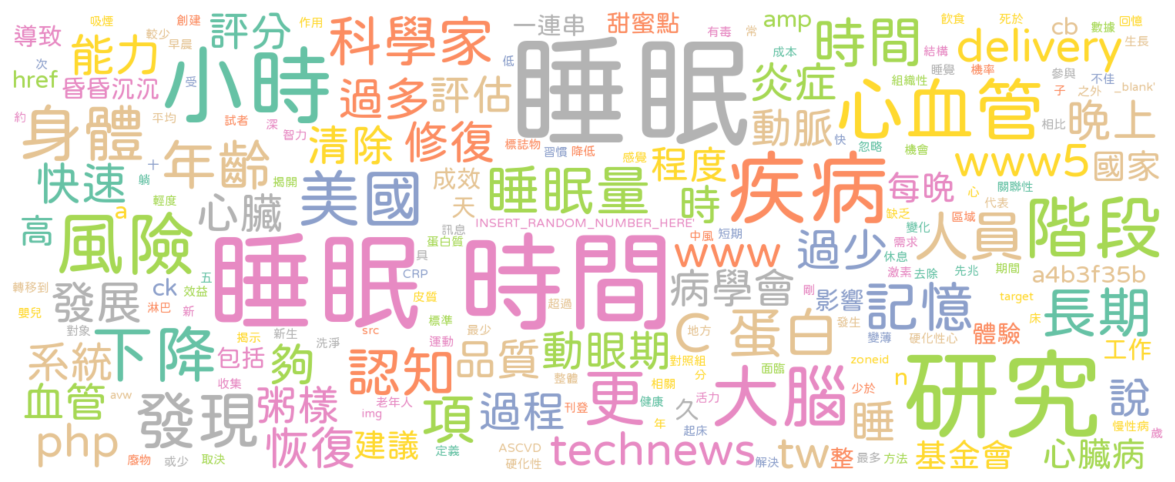 吸煙 創建 評分 作用 一連串 甜蜜點 amp 有毒 常 飲食 死於 數據 回憶
導致 能力 較少 早晨 小時 科學家 低 睡眠 時間 成本 結構 delivery cb 生長
href 次 昏昏沉沉 受 過多 評估 炎症 睡覺 機率 組織性 參與 子 之外 不佳 _blank'
約 身體 平均 試者 深 智力 清除 修復 標誌物 習慣 降低 動脈 快 忽略 心血管 機會 相比 晚上
快速 + 年齡 躺 揭開 美國 成效 感覺 程度 疾病 每晚 www5 國家
輕度 心臟 天 睡眠量 時 心 關聯性 代表 缺乏 區域
高 a 風險 訊息 INSERT_RANDOM_NUMBER_HERE' 中風 短期 變化 人員 階段
蛋白質 具 睡眠 時間 www 過少 需求 休息
轉移到 五 發展 ck 效益 CRP 皮質 病學會 激素 去除 先兆 期間 a4b3f35b
嬰兒 淋巴 新 超過 剛 影響 記憶 target 長期
對象 揭示 新生 src 標準 最少 C 蛋白 地方 發生 變薄 硬化性心 床 體驗
系統 下降 包括 洗淨 夠 認知 運動 品質 動眼期 對照組 面臨 zoneid 工作
血管 avw 收集 發現 粥樣 老年人 img 整體 分 更 相關 健康 活力 大腦 少於 n 研究 說 慢性病
項 過程 刊登 久 年 起床 睡 歲
php 廢物 或少 取決 恢復 建議 定義 ASCVD 硬化性 technews 解決 tw 整 最多 方法 基金會 心臟病